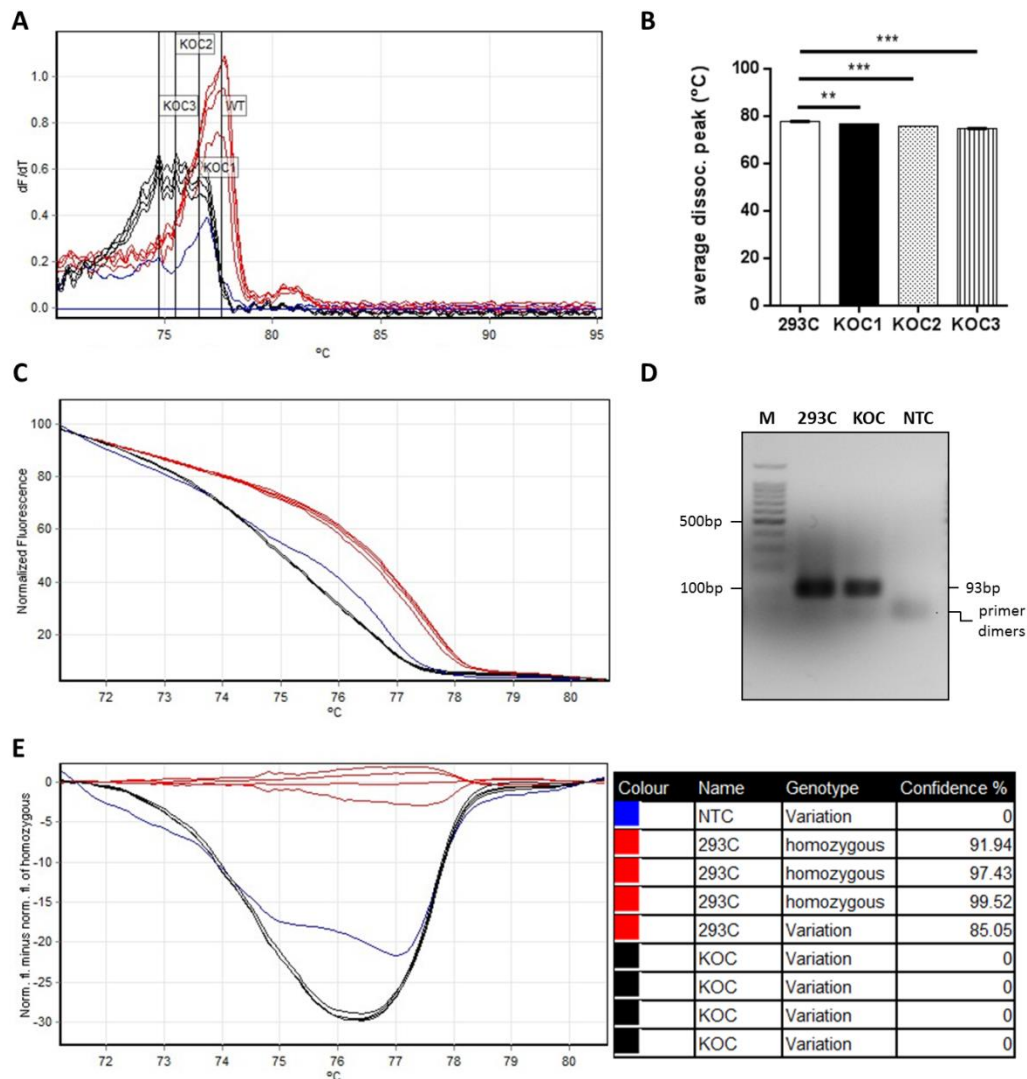 A
KOC2
KOC3
WT
KOC1
1.0
0.8
0.6
0.4
0.2
0.0
dF/dT
75
80
85
90
95
ºC
B
***
***
**
100
80
60
40
20
0
average dissoc. peak (ºC)
293C
KOC1
KOC2
KOC3
C
100
80
60
40
20
Normalized Fluorescence
72
73
74
75
76
77
78
79
80
ºC
D
M 293C KOC NTC
500bp
100bp
93bp
primer
dimers
E
0
-5
-10
-15
-20
-25
-30
Norm. fl. minus norm. fl. of homozygous
72
73
74
75
76
77
78
79
80
ºC
Colour Name Genotype Confidence %
NTC Variation 0
293C homozygous 91.94
293C homozygous 97.43
293C homozygous 99.52
293C Variation 85.05
KOC Variation 0
KOC Variation 0
KOC Variation 0
KOC Variation 0